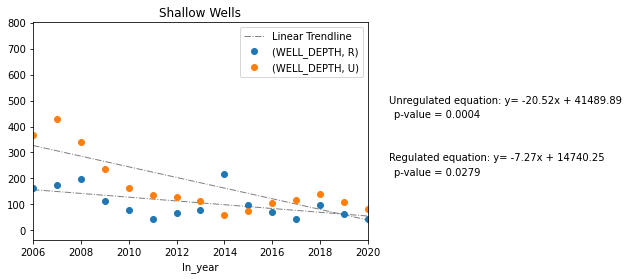 Shallow Wells
800
700
600
500
400
300
200
100
0
Linear Trendline
(WELL_DEPTH, R)
(WELL_DEPTH, U)
Unregulated equation: y= -20.52x + 41489.89
p-value = 0.0004
Regulated equation: y= -7.27x + 14740.25
p-value = 0.0279
2006 2008 2010 2012 2014 2016 2018 2020
In_year